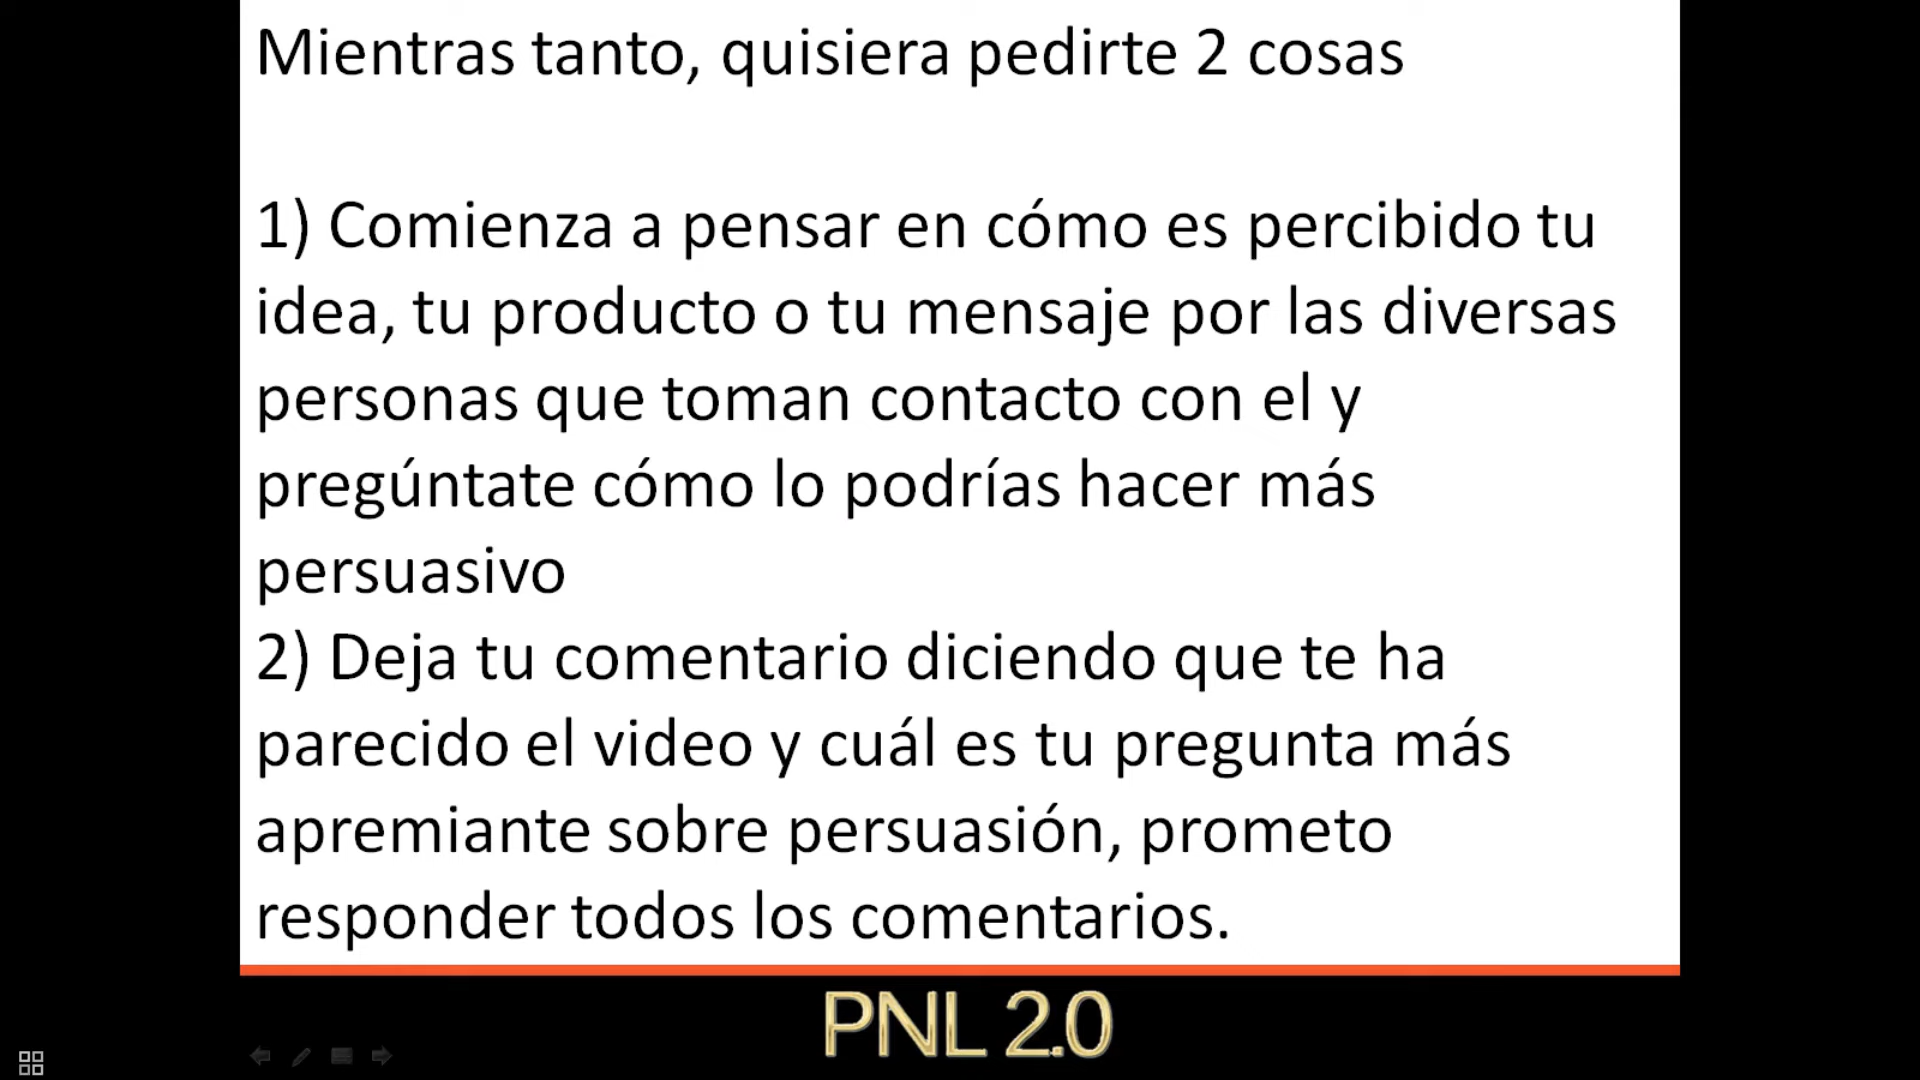 Mientras tanto, quisiera pedirte 2 cosas
1) Comienza a pensar en cómo es percibido tu
idea, tu producto o tu mensaje por las diversas
personas que toman contacto con el y
pregúntate cómo lo podrías hacer más
persuasivo
2) Deja tu comentario diciendo que te ha
parecido el video y cuál es tu pregunta más
apremiante sobre persuasión, prometo
responder todos los comentarios.
PNL 2.0